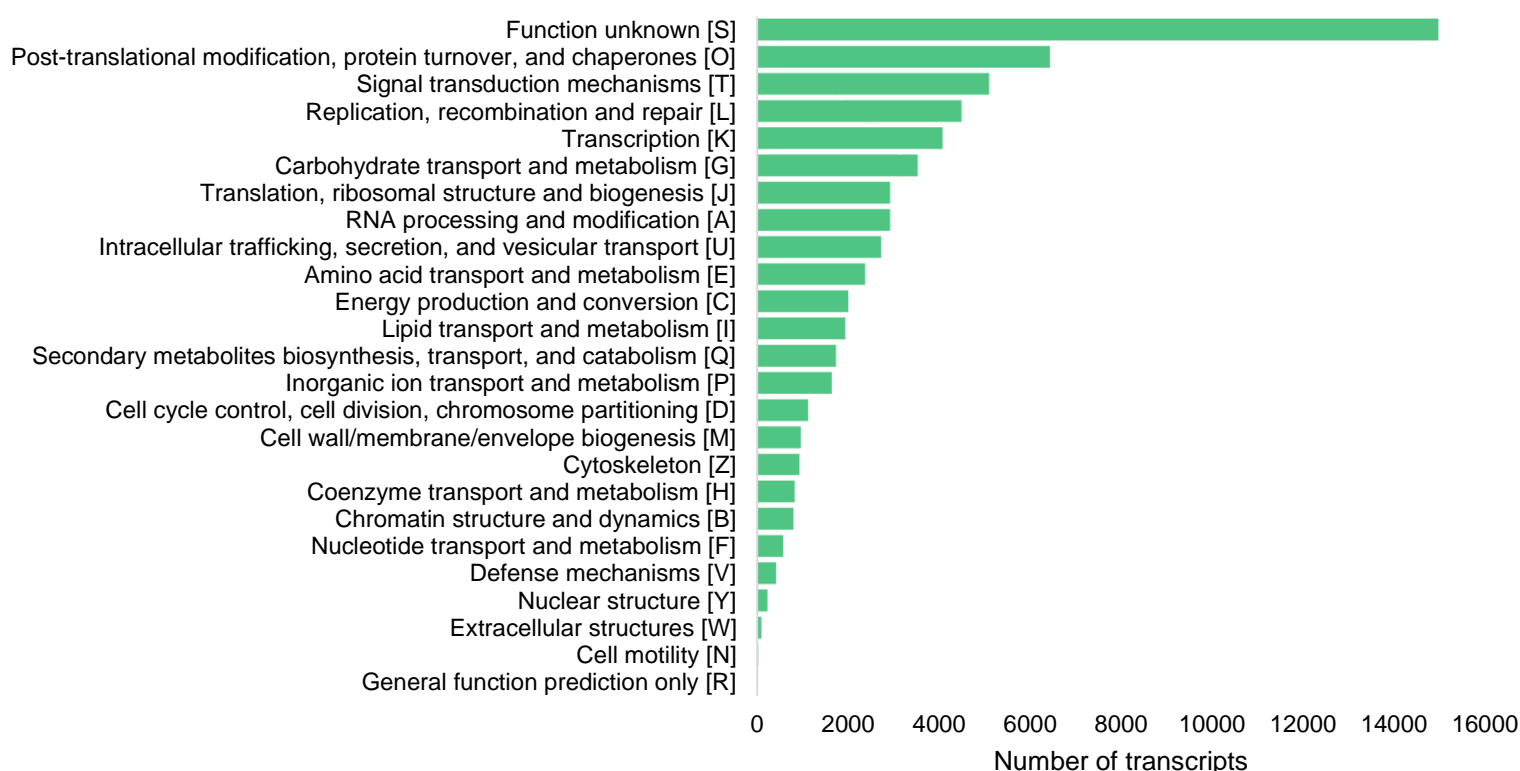 Function unknown [S]
Post-translational modification, protein turnover, and chaperones [O]
Signal transduction mechanisms [T]
Replication, recombination and repair [L]
Transcription [K]
Carbohydrate transport and metabolism [G]
Translation, ribosomal structure and biogenesis [J]
RNA processing and modification [A]
Intracellular trafficking, secretion, and vesicular transport [U]
Amino acid transport and metabolism [E]
Energy production and conversion [C]
Lipid transport and metabolism [I]
Secondary metabolites biosynthesis, transport, and catabolism [Q]
Inorganic ion transport and metabolism [P]
Cell cycle control, cell division, chromosome partitioning [D]
Cell wall/membrane/envelope biogenesis [M]
Cytoskeleton [Z]
Coenzyme transport and metabolism [H]
Chromatin structure and dynamics [B]
Nucleotide transport and metabolism [F]
Defense mechanisms [V]
Nuclear structure [Y]
Extracellular structures [W]
Cell motility [N]
General function prediction only [R]
0 2000 4000 6000 8000 10000 12000 14000 16000
Number of transcripts